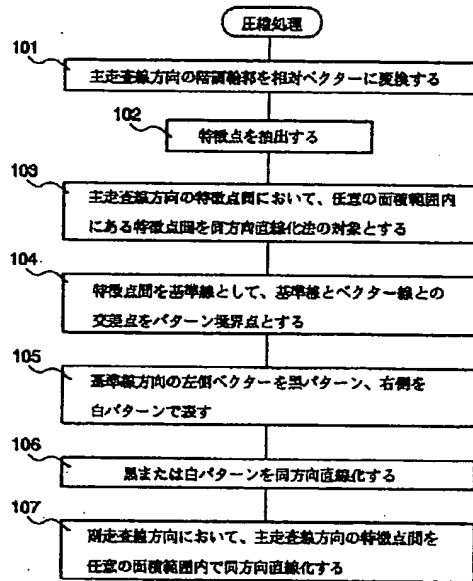 圧縮処理
101
主走査線方向の階調輪郭を相対ベクターに変換する
102
特徴点を抽出する
103
主走査線方向の特徴点間において、任意の面積範囲内
にある特徴点間を同方向直線化法の対象とする
104
特徴点間を基準線として、基準線とベクター線との
交差点をパターン境界点とする
105
基準線方向の左側ベクターを黒パターン、右側を
白パターンで表す
106
黒または白パターンを同方向直線化する
107
副走査線方向において、主走査線方向の特徴点間を
任意の面積範囲内で同方向直線化する